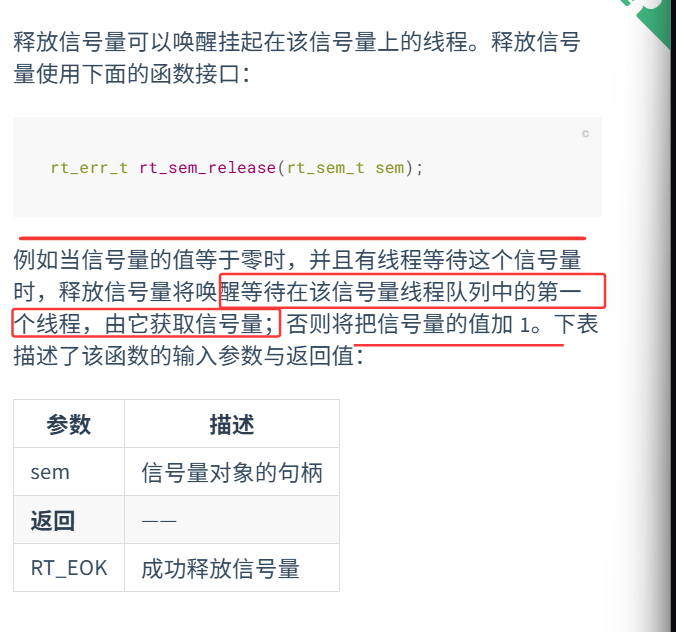 释放信号量可以唤醒挂起在该信号量上的线程。释放信号
量使用下面的函数接口：
c
rt_err_t rt_sem_release(rt_sem_t sem);
例如当信号量的值等于零时，并且有线程等待这个信号量
时，释放信号量将唤醒等待在该信号量线程队列中的第一
个线程，由它获取信号量；否则将把信号量的值加 1。下表
描述了该函数的输入参数与返回值：
参数 描述
sem 信号量对象的句柄
返回 ——
RT_EOK 成功释放信号量